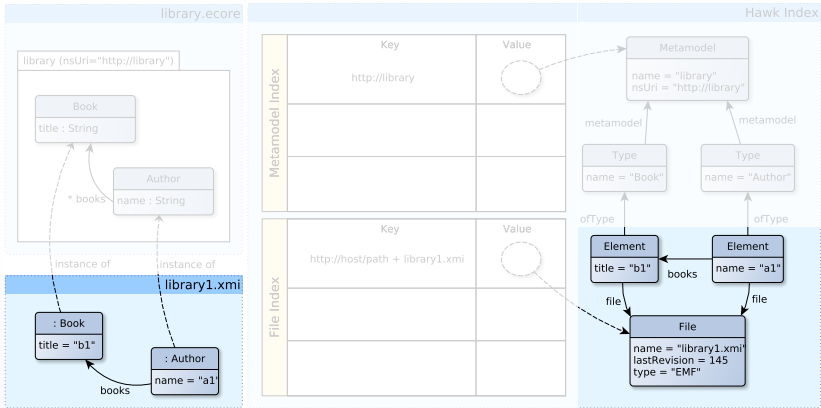 library.ecore
library (nsUri="http://library")
Book
title : String
Author
name : String
* books
instance of
instance of
library1.xmi
: Book
title = "b1"
: Author
name = "a1"
books
Metamodel Index
Key
Value
http://library
File Index
Key
Value
http://host/path + library1.xmi
Hawk Index
Metamodel
name = "library"
nsUri = "http://library"
metamodel
metamodel
Type
name = "Book"
Type
name = "Author"
ofType
ofType
Element
title = "b1"
Element
name = "a1"
books
file
file
File
name = "library1.xmi"
lastRevision = 145
type = "EMF"